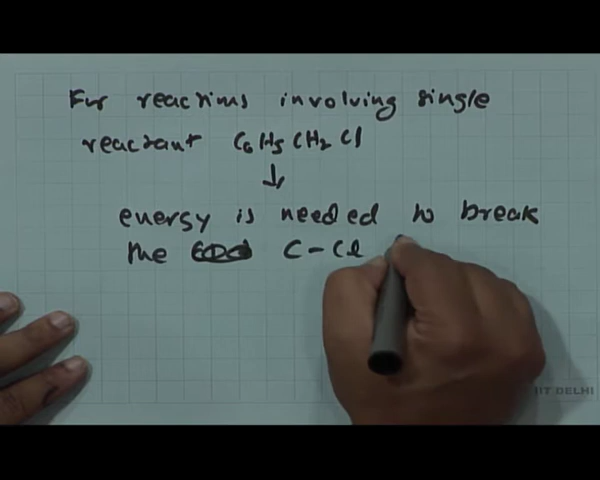 For reactions involving single
reactant C6H5CH2Cl
↓
energy is needed to break
the C-Cl
IIT DELHI